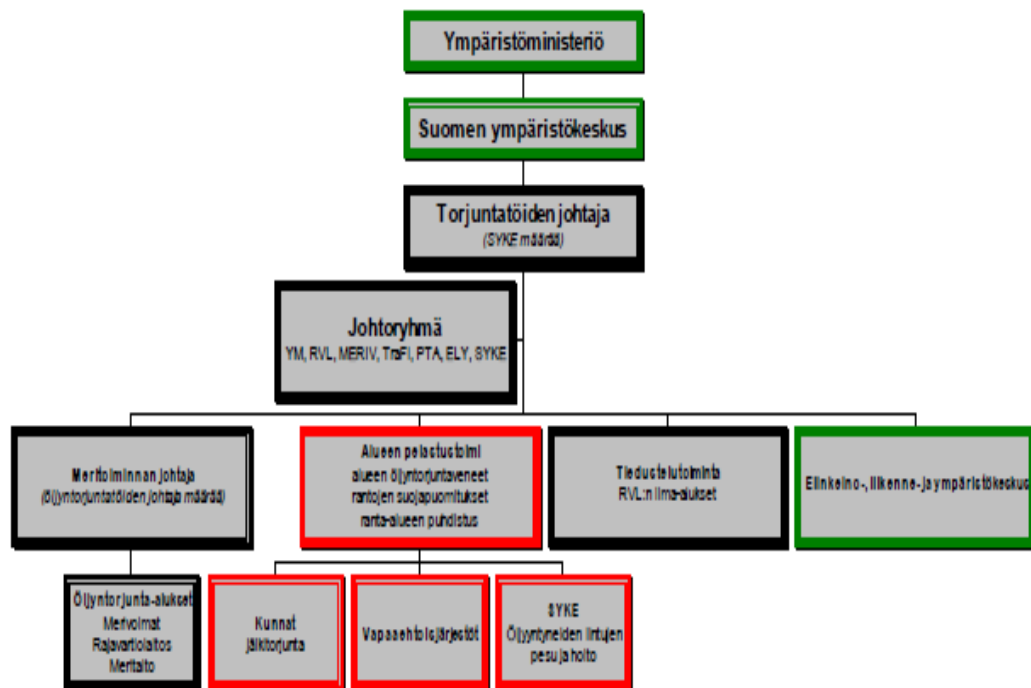 Ympäristöministeriö
Suomen ympäristökeskus
Torjuntatöiden johtaja
(SYKE määrää)
Johtoryhmä
YM, RVL, MERIV, TraFI, PTA, ELY, SYKE
Meritoiminnan johtaja
(öljyntorjuntatöiden johtaja määrää)
Alueen pelastustoimi
alueen öljyntorjuntaveneet
rantojen suojapuomitukset
ranta-alueen puhdistus
Tiedustelutoiminta
RVL:n ilma-alukset
Elinkeino-, liikenne- ja ympäristökeskus
Öljyntorjunta-alukset
Merivoimat
Rajavartiolaitos
Meritaito
Kunnat
jälkitorjunta
Vapaaehtoisjärjestöt
SYKE
Öljyyntyneiden lintujen
pesu ja hoito